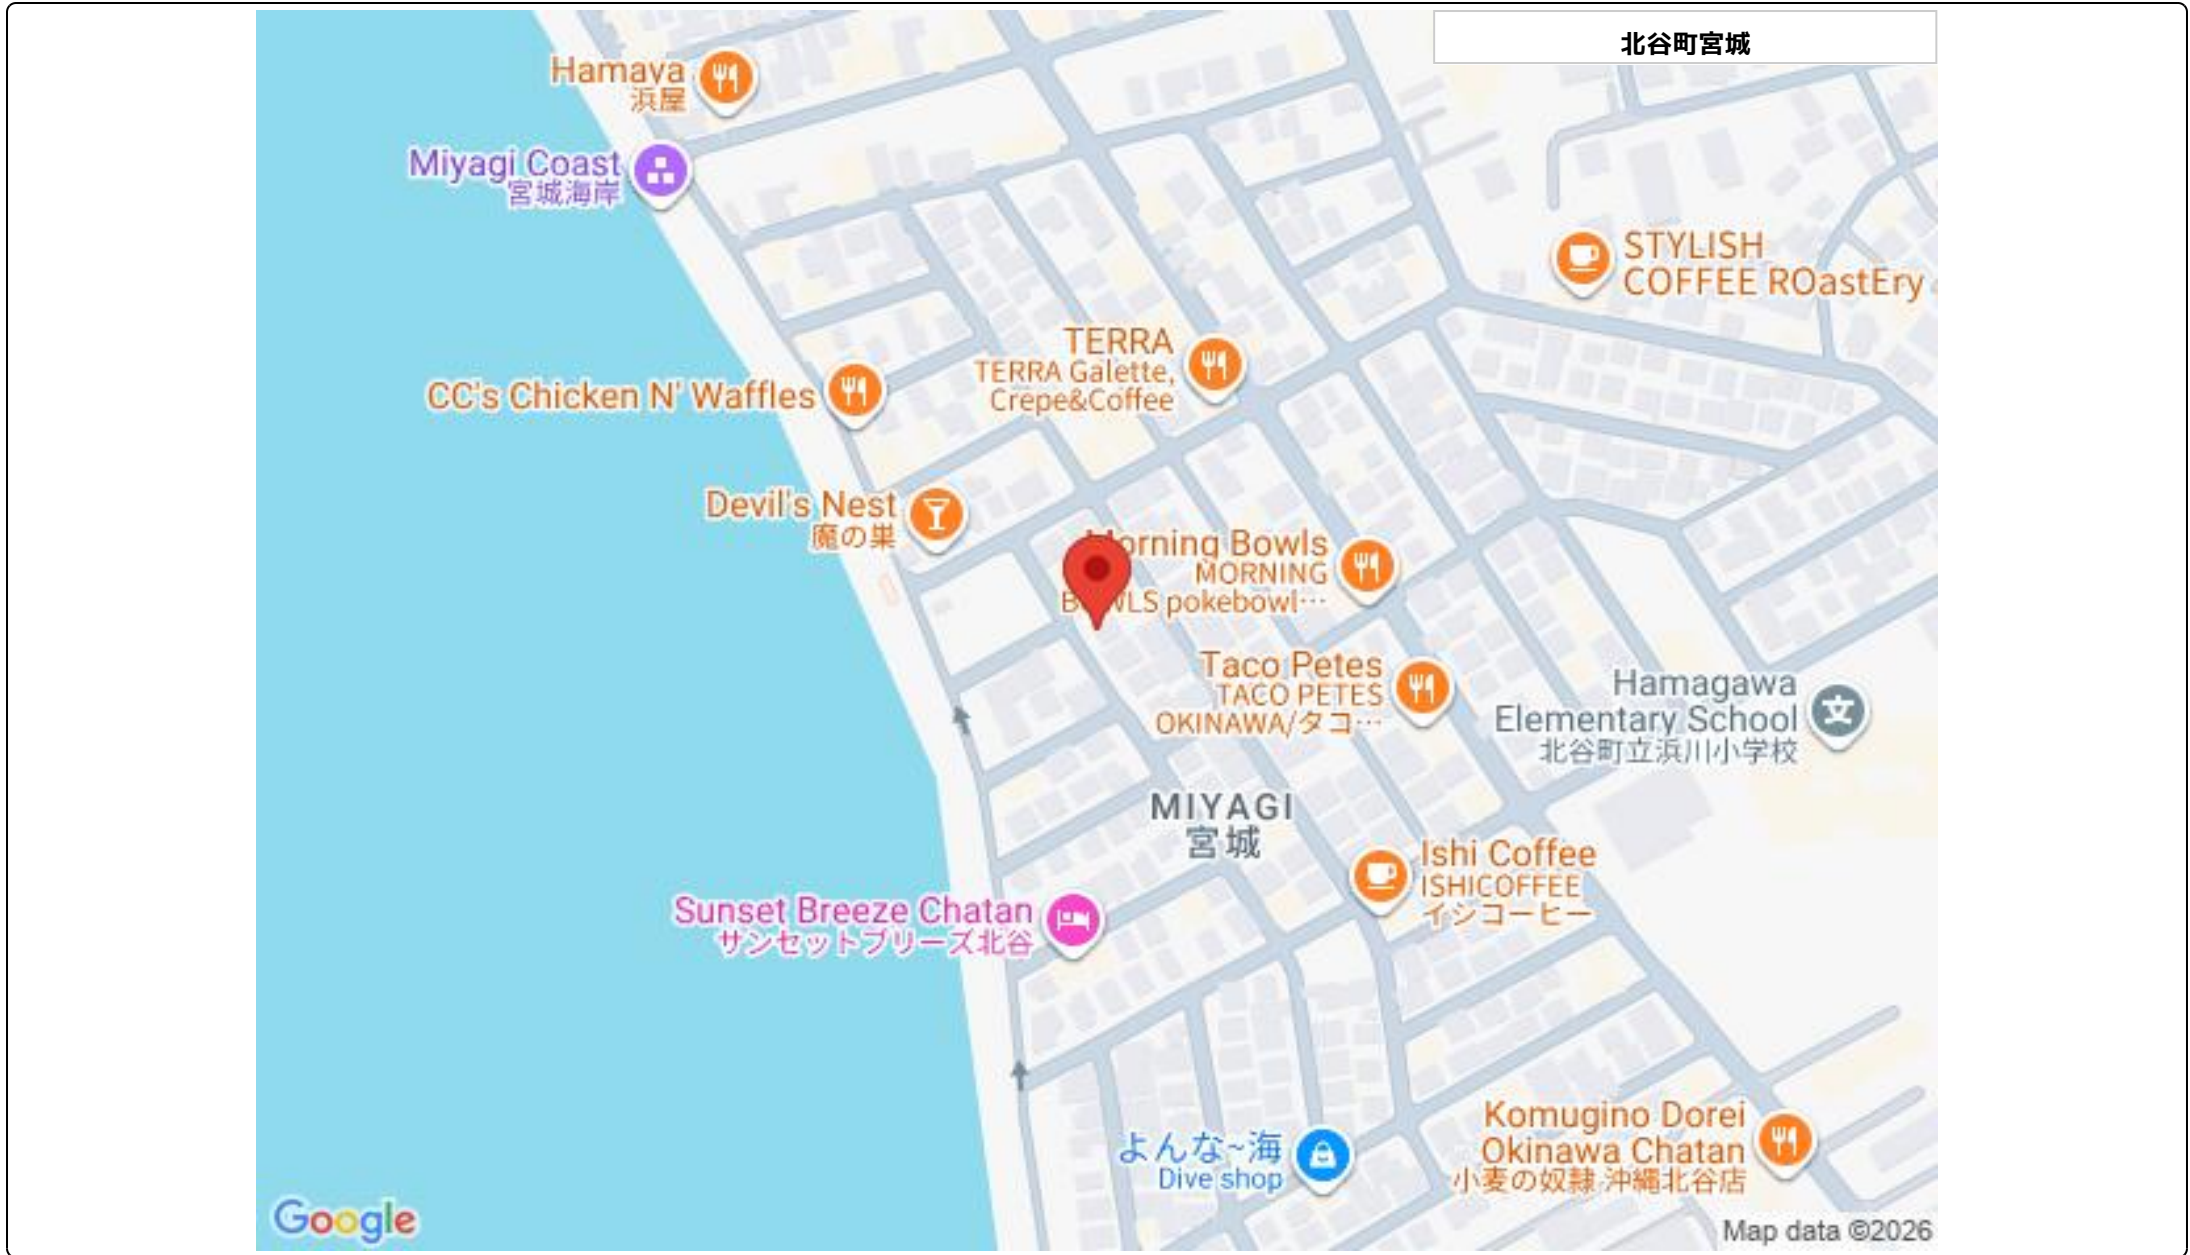 北谷町宮城
Hamaya
浜屋
Miyagi Coast
宮城海岸
STYLISH
COFFEE ROastEry
TERRA
TERRA Galette,
Crepe&Coffee
CC's Chicken N' Waffles
Devil's Nest
魔の巣
Morning Bowls
MORNING
BOWLS pokebowl…
Taco Petes
TACO PETES
OKINAWA/タコ…
Hamagawa
Elementary School
北谷町立浜川小学校
MIYAGI
宮城
Ishi Coffee
ISHICOFFEE
イシコーヒー
Sunset Breeze Chatan
サンセットブリーズ北谷
よんな~海
Dive shop
Komugino Dorei
Okinawa Chatan
小麦の奴隷 沖縄北谷店
Google
Map data ©2026